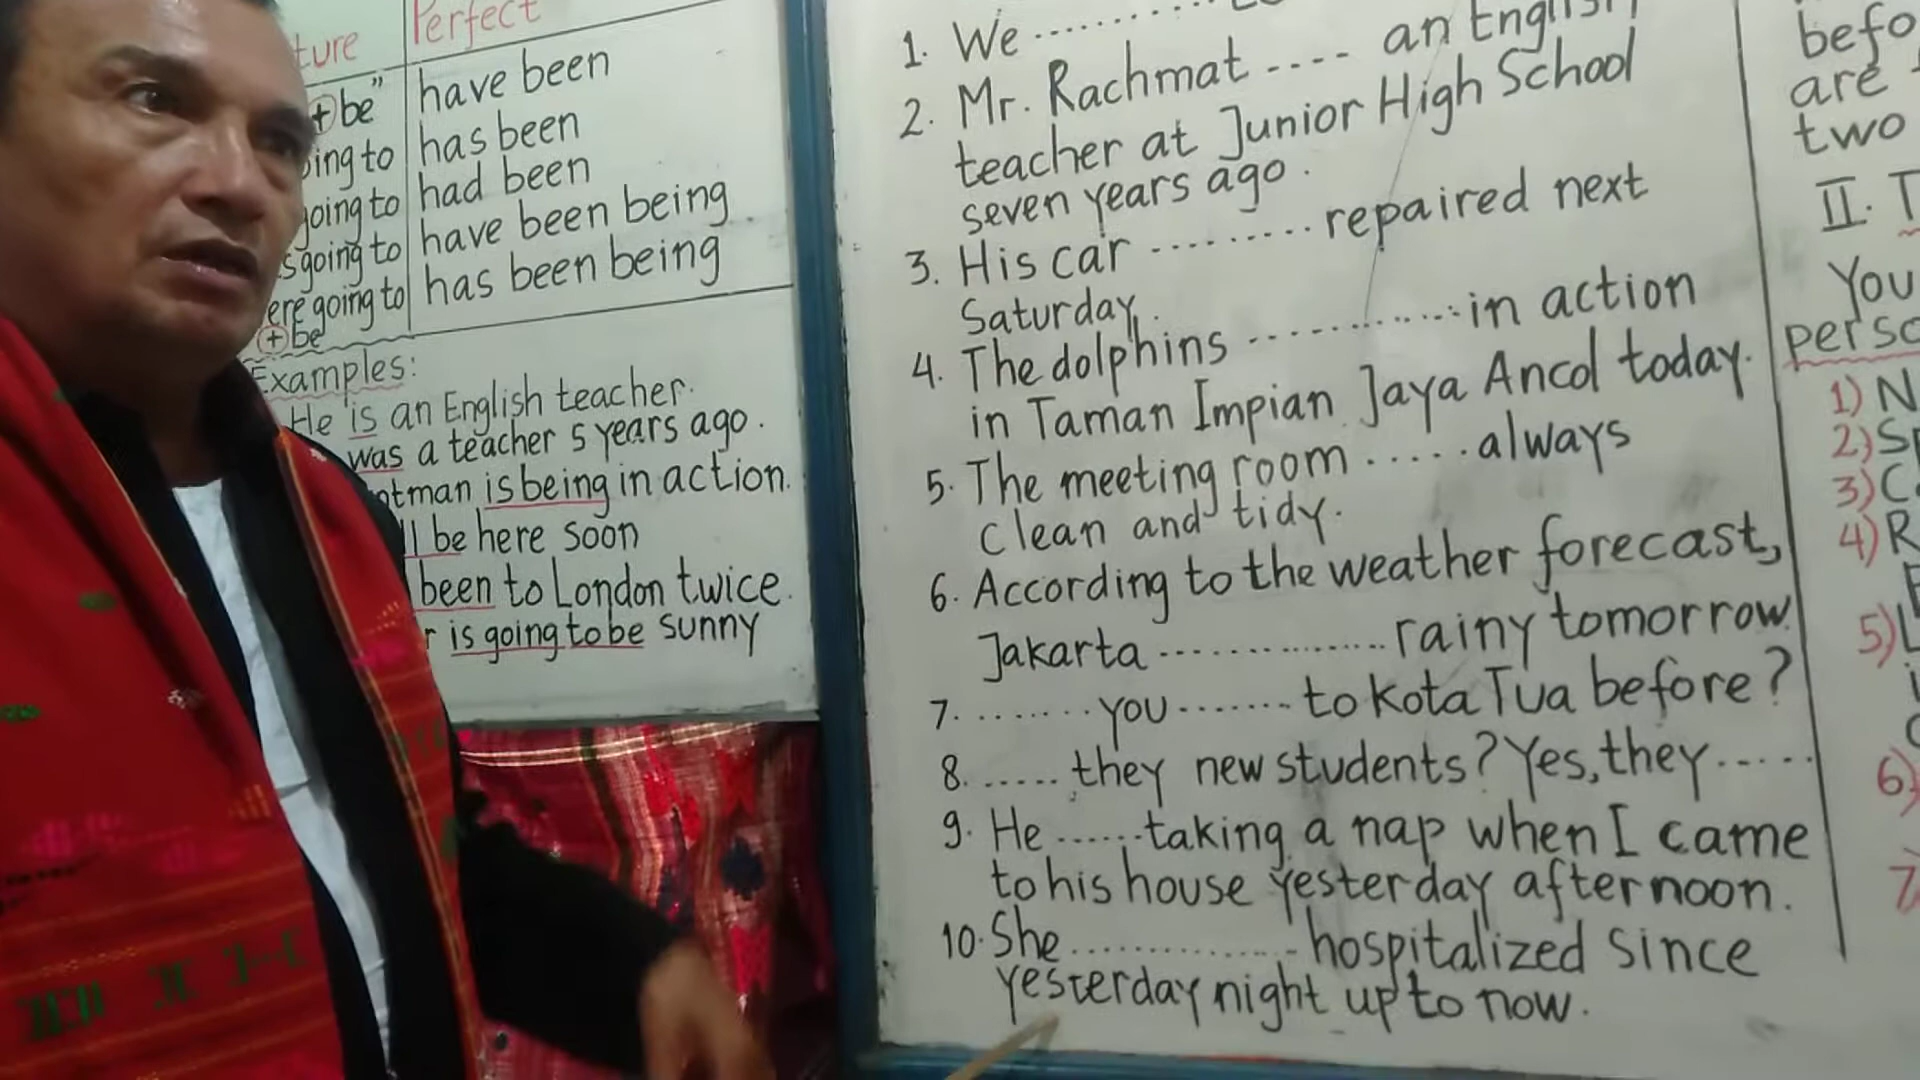 ture
Perfect
+be"
ing to
going to
sgoing to
ere going to
+ be
have been
has been
had been
have been being
has been being
Examples:
He is an English teacher.
was a teacher 5 years ago.
otman is being in action.
ll be here soon
been to London twice.
r is going to be sunny
1. We ..........
2. Mr. Rachmat .... an English
teacher at Junior High School
seven years ago.
3. His car ......... repaired next
Saturday.
4. The dolphins .............. in action
in Taman Impian Jaya Ancol today.
5. The meeting room ..... always
clean and tidy.
6. According to the weather forecast,
Jakarta ............... rainy tomorrow.
7. ........ you ....... to Kota Tua before?
8. ...... they new students? Yes, they .....
9. He ...... taking a nap when I came
to his house yesterday afternoon.
10. She .............. hospitalized since
yesterday night up to now.
befo
are
two
II. T
You
perso
1) N
2) Sp
3) C
4) R
5) L
6)
7